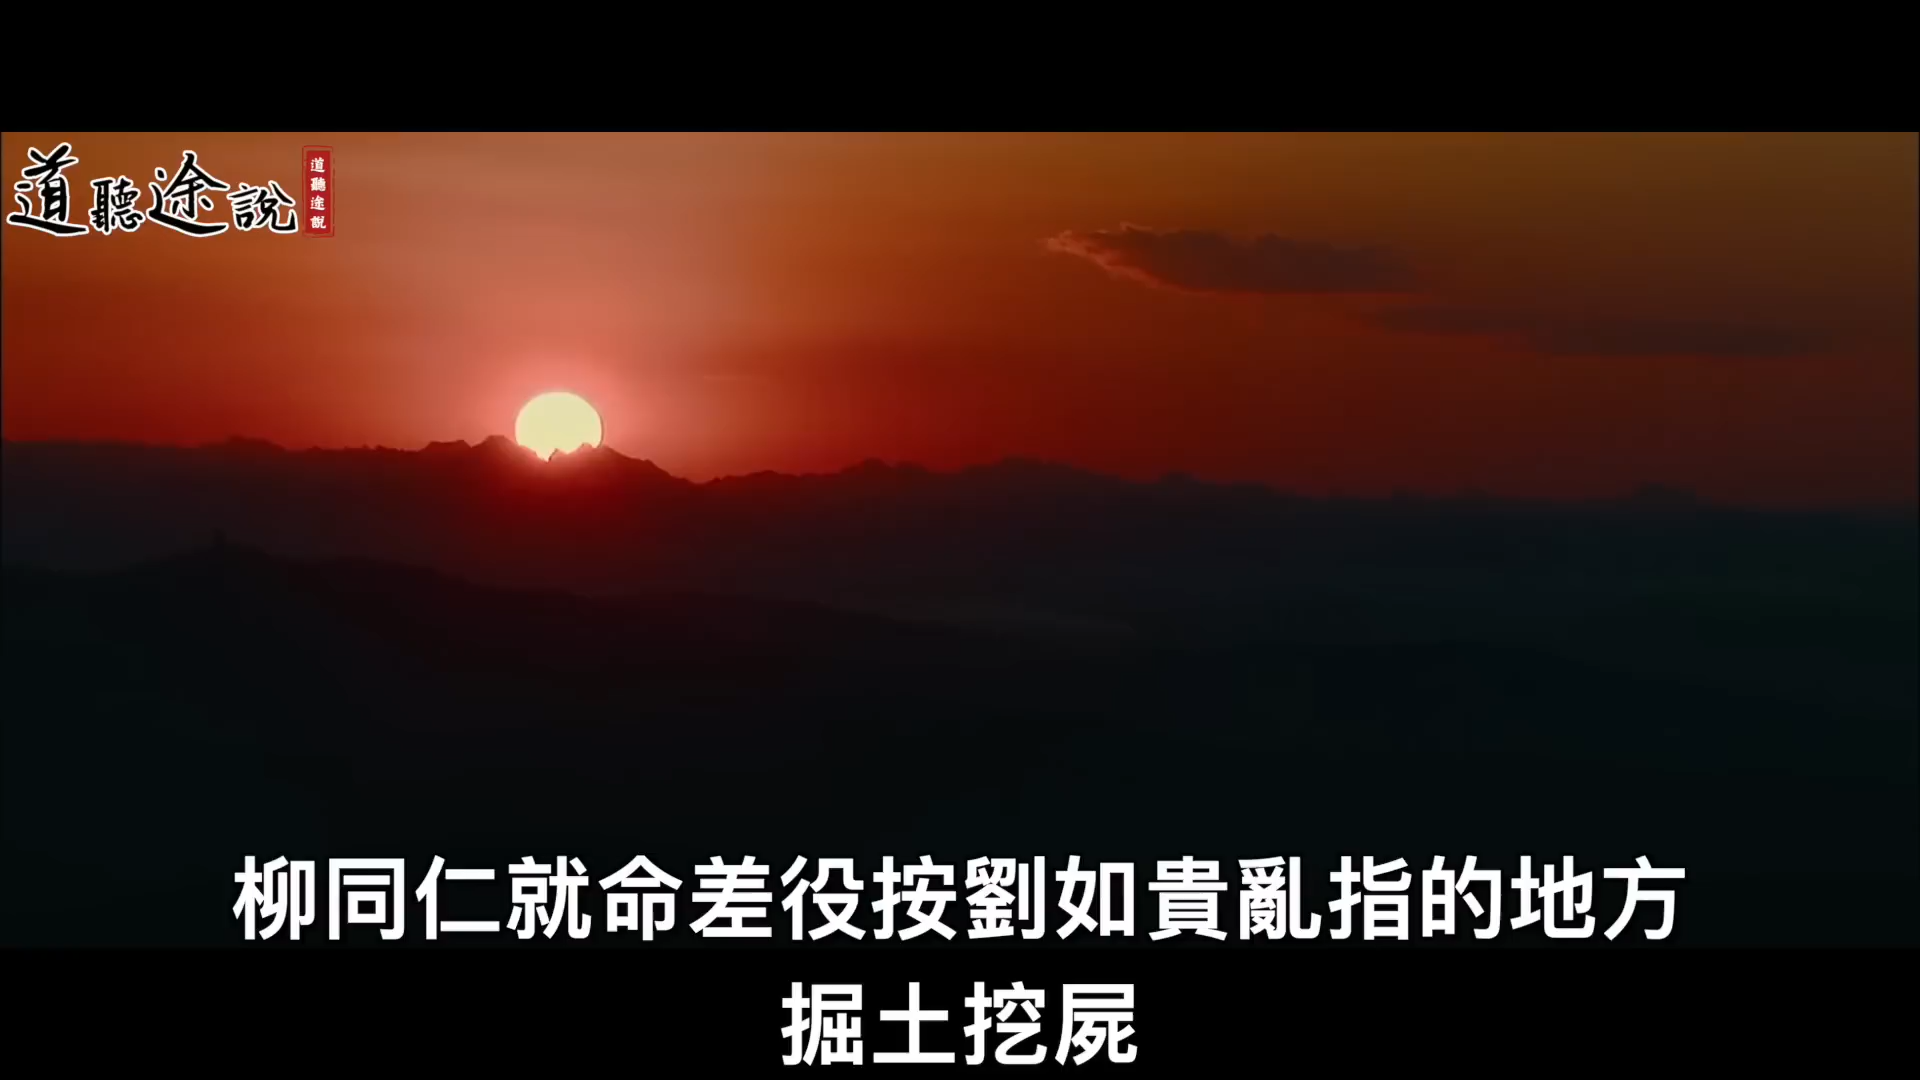 道聽途說
道聽途說
柳同仁就命差役按劉如貴亂指的地方
掘土挖屍